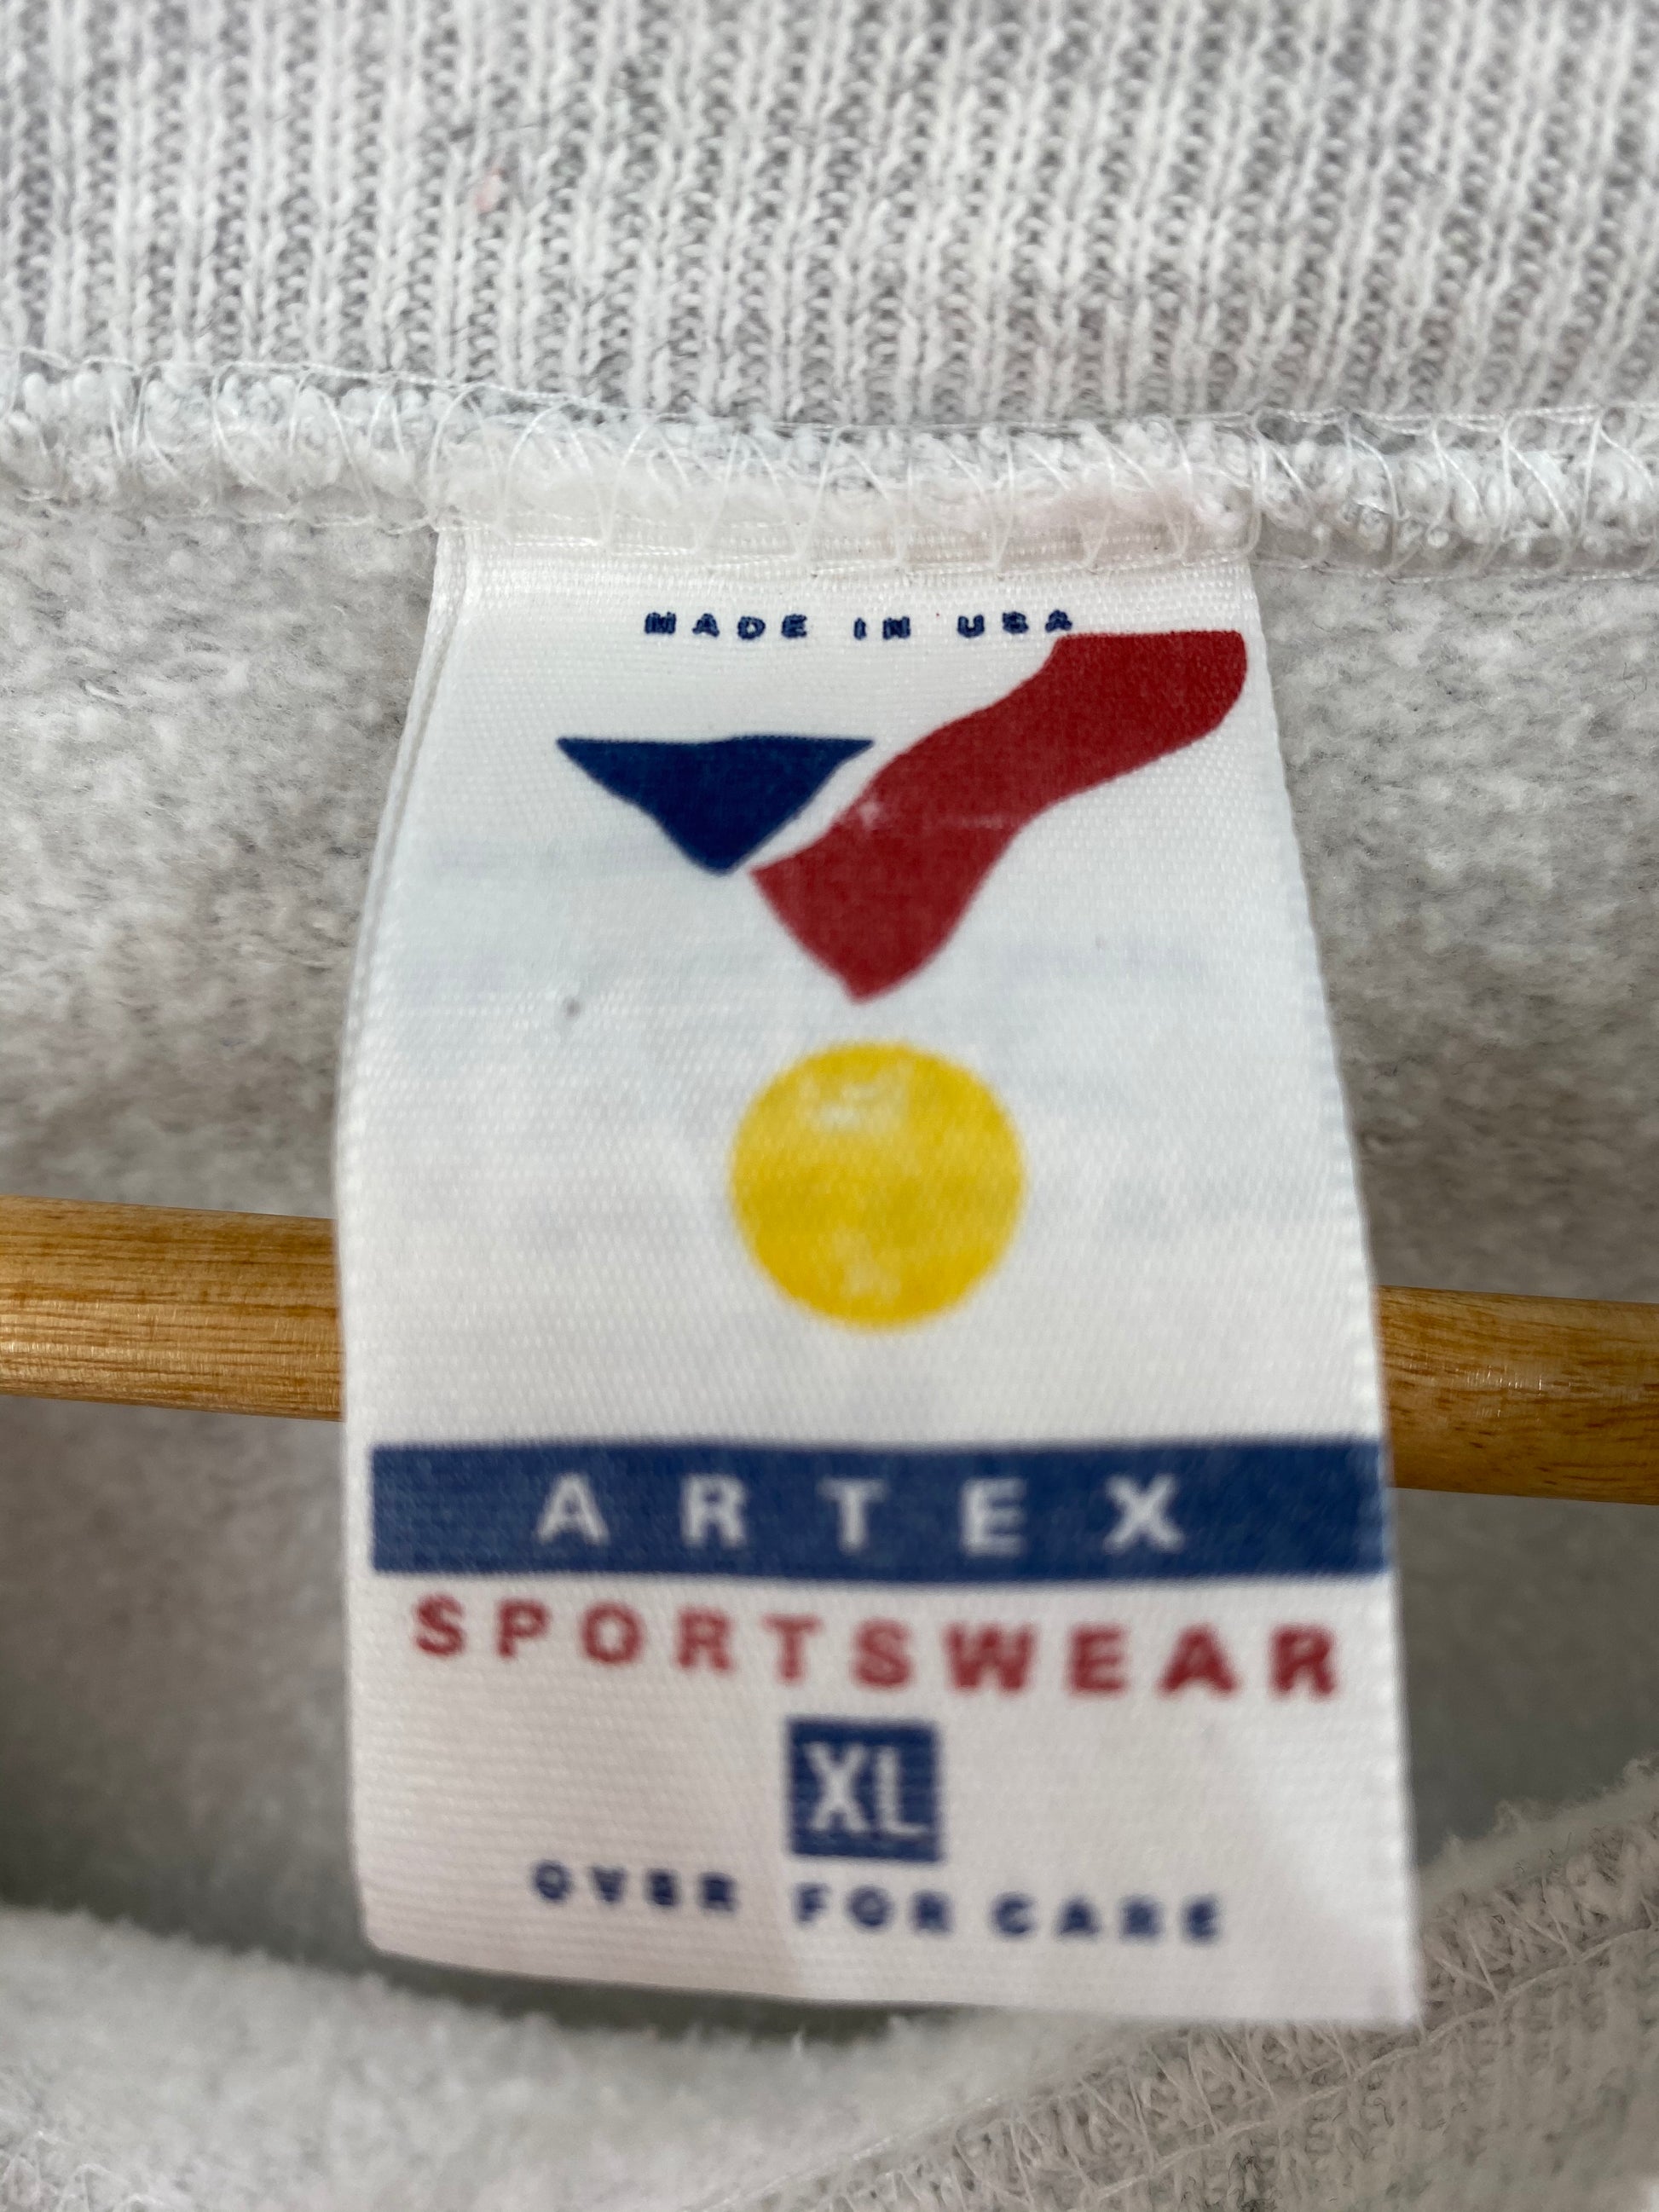 MADE IN USA
ARTEX
SPORTSWEAR
XL
OVER FOR CARE